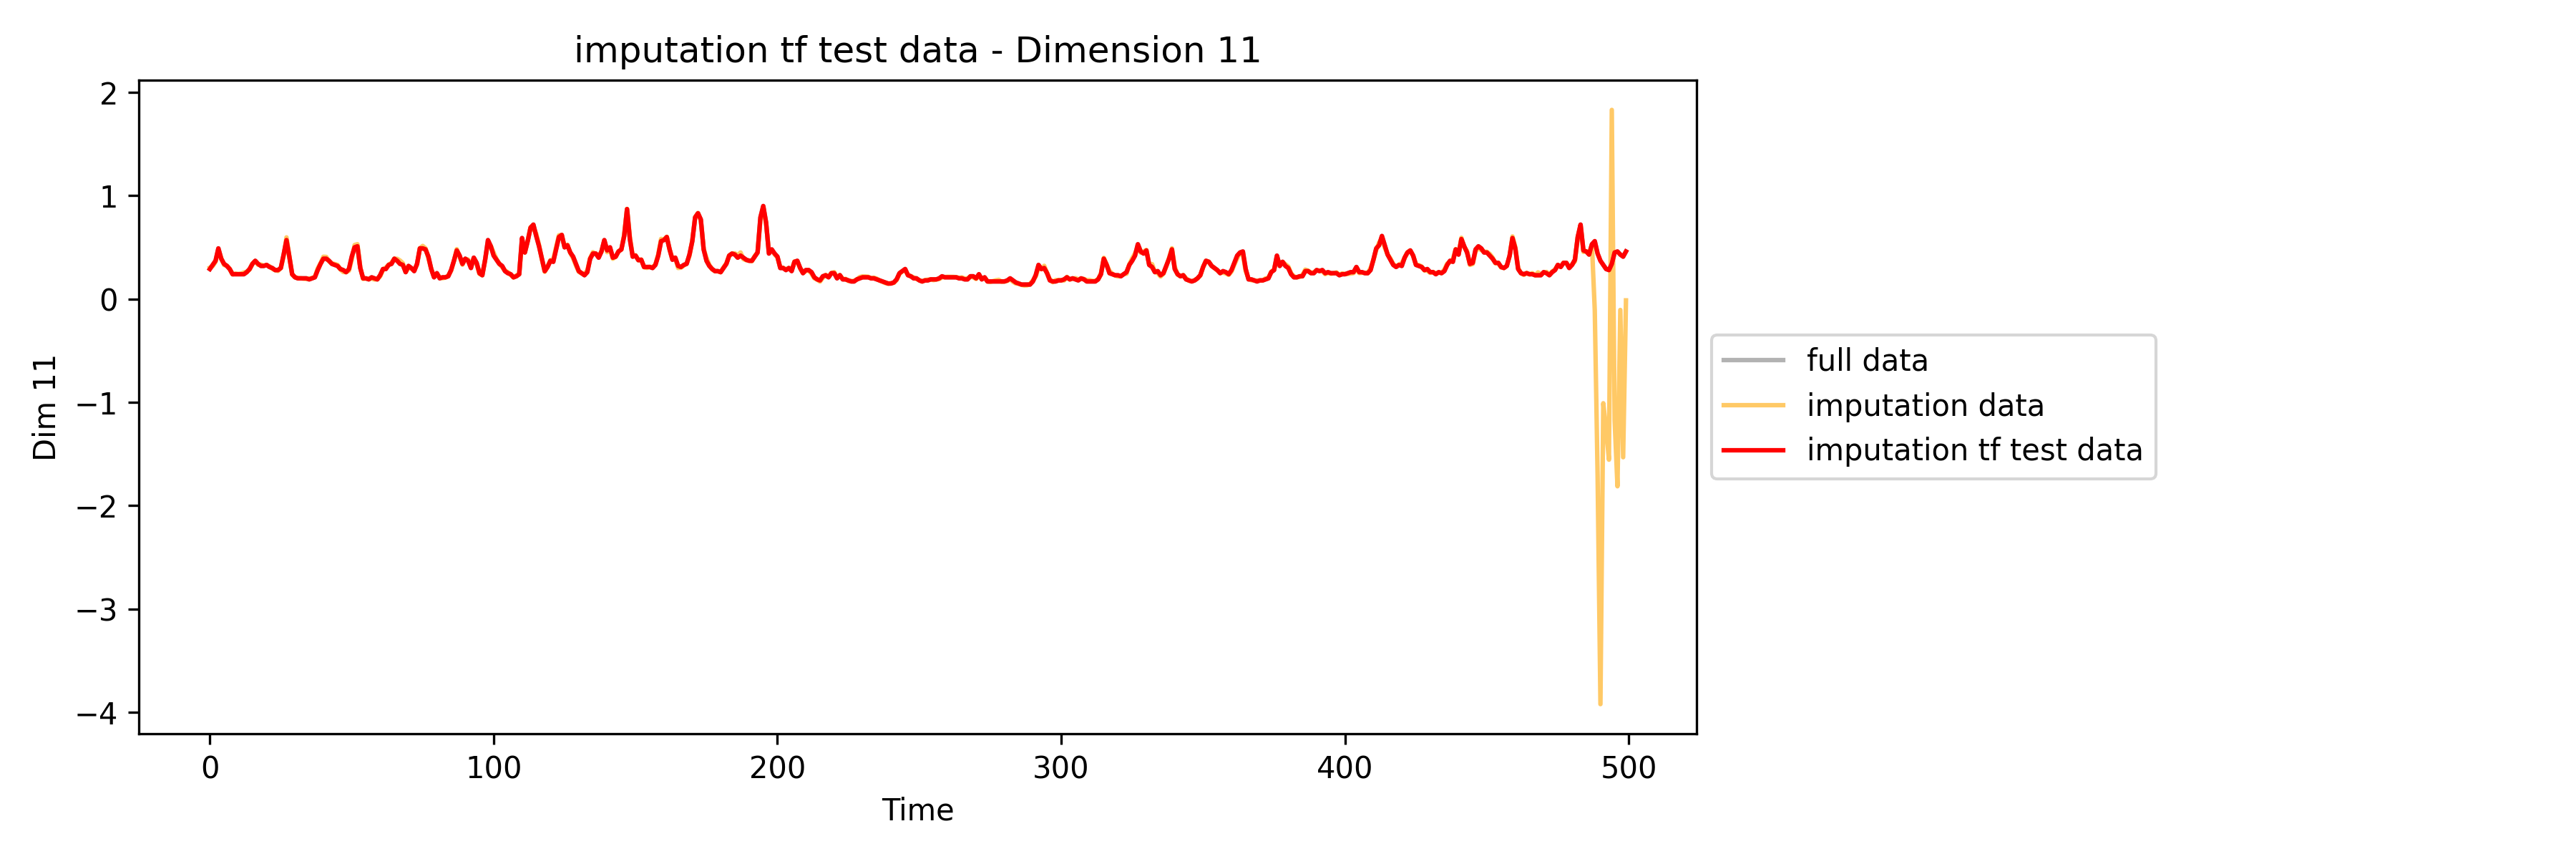 imputation tf test data - Dimension 11
2
1
0
−1
−2
−3
−4
Dim 11
0 100 200 300 400 500
Time
full data
imputation data
imputation tf test data